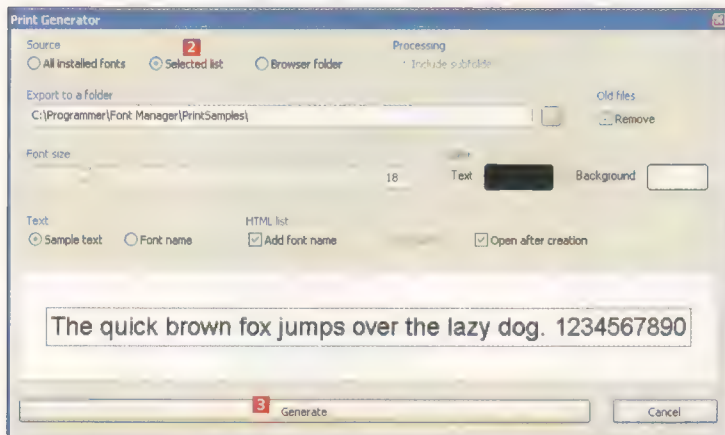 Print Generator
Source
2
Processing
All installed fonts
Selected list
Browser folder
Include subfolder
Export to a folder
Old files
C:\Programmer\Font Manager\PrintSamples\
Remove
Font size
18
Text
Background
Text
HTML list
Sample text
Font name
Add font name
Open after creation
The quick brown fox jumps over the lazy dog. 1234567890
3
Generate
Cancel